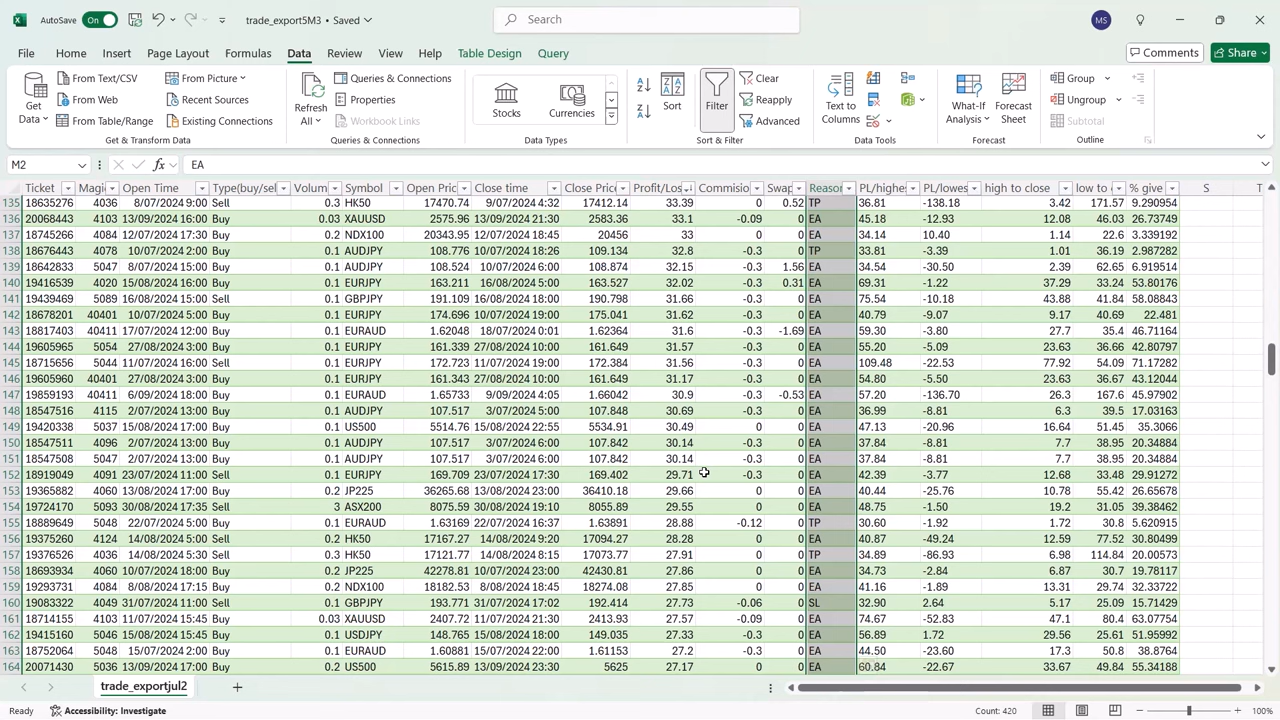 AutoSave On trade_export5M3 • Saved Search MS
File Home Insert Page Layout Formulas Data Review View Help Table Design Query Comments Share
Get Data From Text/CSV From Picture From Web Recent Sources From Table/Range Existing Connections Refresh All Queries & Connections Properties Workbook Links Stocks Currencies Sort Filter Clear Reapply Advanced Text to Columns What-If Analysis Forecast Sheet Group Ungroup Subtotal
Get & Transform Data Queries & Connections Data Types Sort & Filter Data Tools Forecast Outline
M2 fx EA
Ticket Magi Open Time Type(buy/sel Volum Symbol Open Pric Close time Close Price Profit/Los Commision Swap Reason PL/highes PL/lowes high to close low to c % give S T
135 18635276 4036 8/07/2024 9:00 Sell 0.3 HK50 17470.74 9/07/2024 4:32 17412.14 33.39 0 0.52 TP 36.81 -138.18 3.42 171.57 9.290954
136 20068443 4103 13/09/2024 16:00 Buy 0.03 XAUUSD 2575.96 13/09/2024 21:30 2583.36 33.1 -0.09 0 EA 45.18 -12.93 12.08 46.03 26.73749
137 18745266 4084 12/07/2024 17:30 Buy 0.2 NDX100 20343.95 12/07/2024 18:45 20456 33 0 0 EA 34.14 10.40 1.14 22.6 3.339192
138 18676443 4078 10/07/2024 2:00 Buy 0.1 AUDJPY 108.776 10/07/2024 16:28 109.134 32.8 -0.3 0 TP 33.81 -3.39 1.01 36.19 2.987282
139 18642833 5047 8/07/2024 15:00 Buy 0.1 AUDJPY 108.524 10/07/2024 6:00 108.874 32.15 -0.3 1.56 EA 34.54 -30.50 2.39 62.65 6.919514
140 19416539 4020 15/08/2024 16:00 Buy 0.1 EURJPY 163.211 16/08/2024 5:00 163.527 32.02 -0.3 0.31 EA 69.31 -1.22 37.29 33.24 53.80176
141 19439469 5089 16/08/2024 15:00 Sell 0.1 GBPJPY 191.109 16/08/2024 18:00 190.798 31.66 -0.3 0 EA 75.54 -10.18 43.88 41.84 58.08843
142 18678201 40401 10/07/2024 5:00 Buy 0.1 EURJPY 174.696 10/07/2024 19:00 175.041 31.62 -0.3 0 EA 40.79 -9.07 9.17 40.69 22.481
143 18817403 40411 17/07/2024 12:00 Buy 0.1 EURAUD 1.62048 18/07/2024 0:01 1.62364 31.6 -0.3 -1.69 EA 59.30 -3.80 27.7 35.4 46.71164
144 19605965 5054 27/08/2024 3:00 Buy 0.1 EURJPY 161.339 27/08/2024 10:00 161.649 31.57 -0.3 0 EA 55.20 -5.09 23.63 36.66 42.80797
145 18715656 5044 11/07/2024 16:00 Sell 0.1 EURJPY 172.723 11/07/2024 19:00 172.384 31.56 -0.3 0 EA 109.48 -22.53 77.92 54.09 71.17282
146 19605960 40401 27/08/2024 3:00 Buy 0.1 EURJPY 161.343 27/08/2024 10:00 161.649 31.17 -0.3 0 EA 54.80 -5.50 23.63 36.67 43.12044
147 19859193 40411 6/09/2024 18:00 Buy 0.1 EURAUD 1.65733 9/09/2024 4:05 1.66042 30.9 -0.3 -0.53 EA 57.20 -136.70 26.3 167.6 45.97902
148 18547516 4115 2/07/2024 13:00 Buy 0.1 AUDJPY 107.517 3/07/2024 5:00 107.848 30.69 -0.3 0 EA 36.99 -8.81 6.3 39.5 17.03163
149 19420388 5037 15/08/2024 17:00 Buy 0.1 US500 5514.76 15/08/2024 22:55 5534.91 30.49 0 0 EA 47.13 -20.96 16.64 51.45 35.3066
150 18547511 4096 2/07/2024 13:00 Buy 0.1 AUDJPY 107.517 3/07/2024 6:00 107.842 30.14 -0.3 0 EA 37.84 -8.81 7.7 38.95 20.34884
151 18547508 5047 2/07/2024 13:00 Buy 0.1 AUDJPY 107.517 3/07/2024 6:00 107.842 30.14 -0.3 0 EA 37.84 -8.81 7.7 38.95 20.34884
152 18919049 4091 23/07/2024 11:00 Sell 0.1 EURJPY 169.709 23/07/2024 17:30 169.402 29.71 -0.3 0 EA 42.39 -3.77 12.68 33.48 29.91272
153 19365882 4060 13/08/2024 17:00 Buy 0.2 JP225 36265.68 13/08/2024 23:00 36410.18 29.66 0 0 EA 40.44 -25.76 10.78 55.42 26.65678
154 19724170 5093 30/08/2024 17:35 Sell 3 ASX200 8075.59 30/08/2024 19:10 8055.89 29.55 0 0 EA 48.75 -1.50 19.2 31.05 39.38462
155 18889649 5048 22/07/2024 5:00 Buy 0.1 EURAUD 1.63169 22/07/2024 16:37 1.63891 28.88 -0.12 0 TP 30.60 -1.92 1.72 30.8 5.620915
156 19375260 4124 14/08/2024 5:00 Sell 0.2 HK50 17167.27 14/08/2024 9:20 17094.27 28.28 0 0 EA 40.87 -49.24 12.59 77.52 30.80499
157 19376526 4036 14/08/2024 5:30 Sell 0.3 HK50 17121.77 14/08/2024 8:15 17073.77 27.91 0 0 TP 34.89 -86.93 6.98 114.84 20.00573
158 18693934 4060 10/07/2024 18:00 Buy 0.2 JP225 42278.81 10/07/2024 22:00 42430.81 27.86 0 0 EA 34.73 -2.84 6.87 30.7 19.78117
159 19293731 4084 8/08/2024 17:15 Buy 0.2 NDX100 18182.53 8/08/2024 18:45 18274.08 27.85 0 0 EA 41.16 -1.89 13.31 29.74 32.33722
160 19083322 4049 31/07/2024 11:00 Sell 0.1 GBPJPY 193.771 31/07/2024 17:02 192.414 27.73 -0.06 0 SL 32.90 2.64 5.17 25.09 15.71429
161 18714155 4103 11/07/2024 15:45 Buy 0.03 XAUUSD 2407.72 11/07/2024 21:30 2413.93 27.57 -0.09 0 EA 74.67 -52.83 47.1 80.4 63.07754
162 19415160 5046 15/08/2024 15:45 Buy 0.1 USDJPY 148.765 15/08/2024 18:00 149.035 27.33 -0.3 0 EA 56.89 1.72 29.56 25.61 51.95992
163 18752064 5048 15/07/2024 2:00 Buy 0.1 EURAUD 1.60881 15/07/2024 22:00 1.61153 27.2 -0.3 0 EA 44.50 -23.60 17.3 50.8 38.8764
164 20071430 5036 13/09/2024 17:00 Buy 0.2 US500 5615.89 13/09/2024 23:30 5625 27.17 0 0 EA -22.67 33.67 49.84 55.34188
trade_exportjul2
Ready Accessibility: Investigate Count: 420 100%